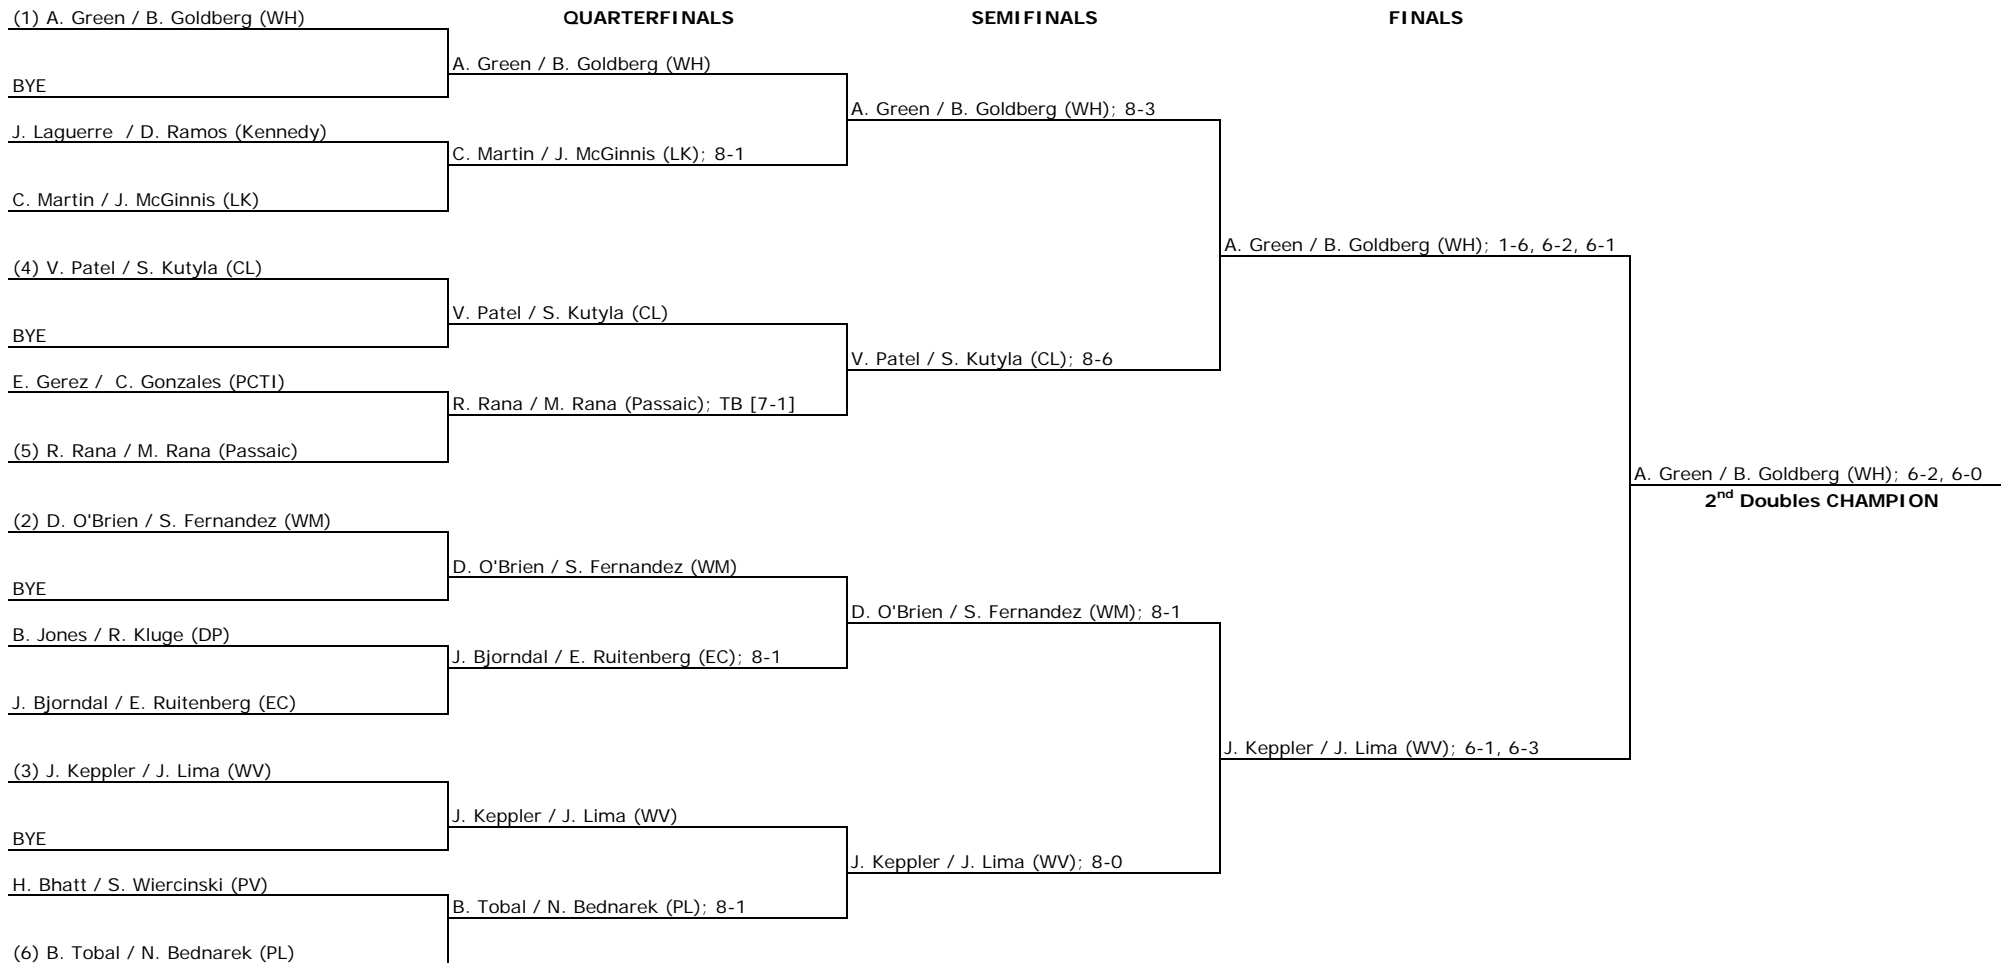 (1) A. Green / B. Goldberg (WH)
QUARTERFINALS
SEMIFINALS
FINALS
A. Green / B. Goldberg (WH)
BYE
A. Green / B. Goldberg (WH); 8-3
J. Laguerre / D. Ramos (Kennedy)
C. Martin / J. McGinnis (LK); 8-1
C. Martin / J. McGinnis (LK)
A. Green / B. Goldberg (WH); 1-6, 6-2, 6-1
(4) V. Patel / S. Kutyla (CL)
V. Patel / S. Kutyla (CL)
BYE
V. Patel / S. Kutyla (CL); 8-6
E. Gerez / C. Gonzales (PCTI)
R. Rana / M. Rana (Passaic); TB [7-1]
(5) R. Rana / M. Rana (Passaic)
A. Green / B. Goldberg (WH); 6-2, 6-0
2nd Doubles CHAMPION
(2) D. O'Brien / S. Fernandez (WM)
D. O'Brien / S. Fernandez (WM)
BYE
D. O'Brien / S. Fernandez (WM); 8-1
B. Jones / R. Kluge (DP)
J. Bjorndal / E. Ruitenberg (EC); 8-1
J. Bjorndal / E. Ruitenberg (EC)
J. Keppler / J. Lima (WV); 6-1, 6-3
(3) J. Keppler / J. Lima (WV)
J. Keppler / J. Lima (WV)
BYE
J. Keppler / J. Lima (WV); 8-0
H. Bhatt / S. Wiercinski (PV)
B. Tobal / N. Bednarek (PL); 8-1
(6) B. Tobal / N. Bednarek (PL)